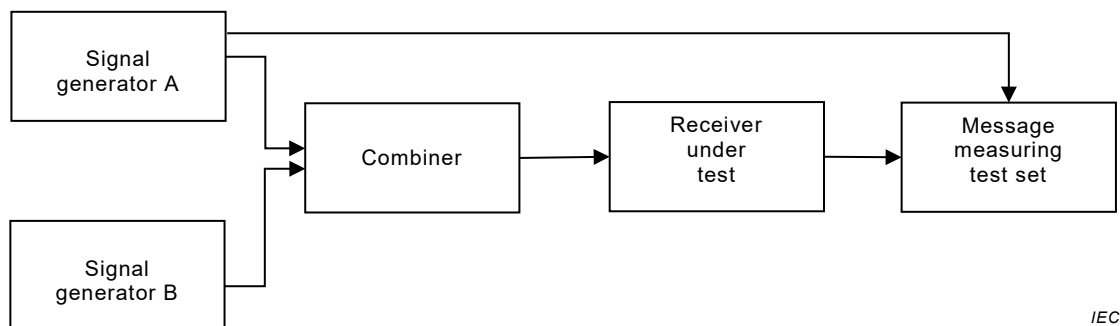 Signal
generator A
Combiner
Receiver
under
test
Message
measuring
test set
Signal
generator B
IEC